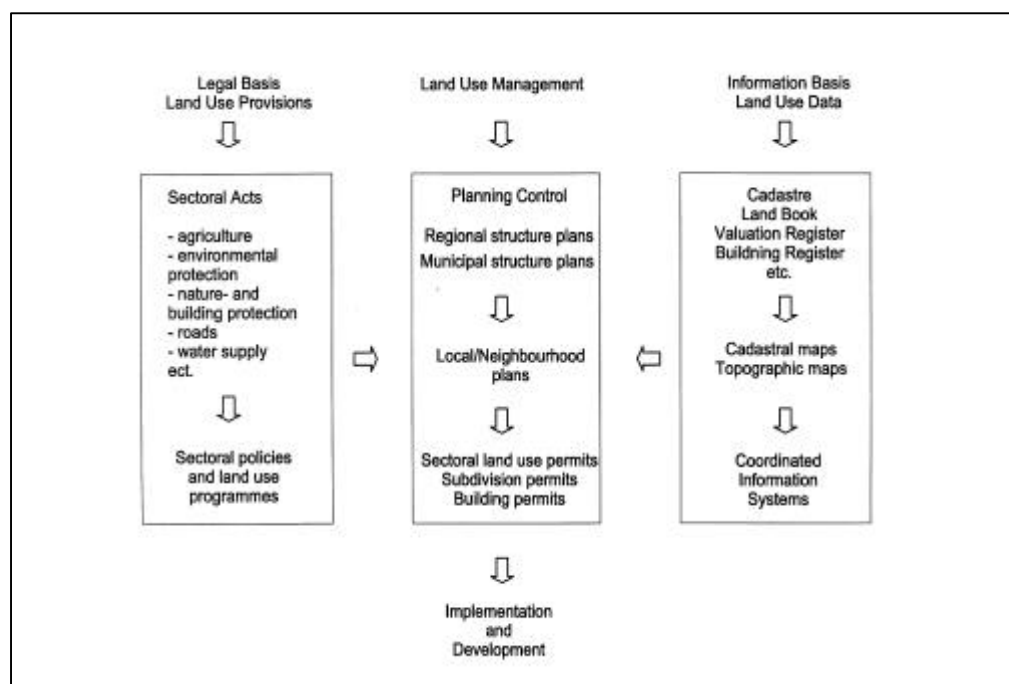 Legal Basis
Land Use Provisions
Sectoral Acts
- agriculture
- environmental
protection
- nature- and
building protection
- roads
- water supply
ect.
Sectoral policies
and land use
programmes
Land Use Management
Planning Control
Regional structure plans
Municipal structure plans
Local/Neighbourhood
plans
Sectoral land use permits
Subdivision permits
Building permits
Implementation
and
Development
Information Basis
Land Use Data
Cadastre
Land Book
Valuation Register
Buildning Register
etc.
Cadastral maps
Topographic maps
Coordinated
Information
Systems